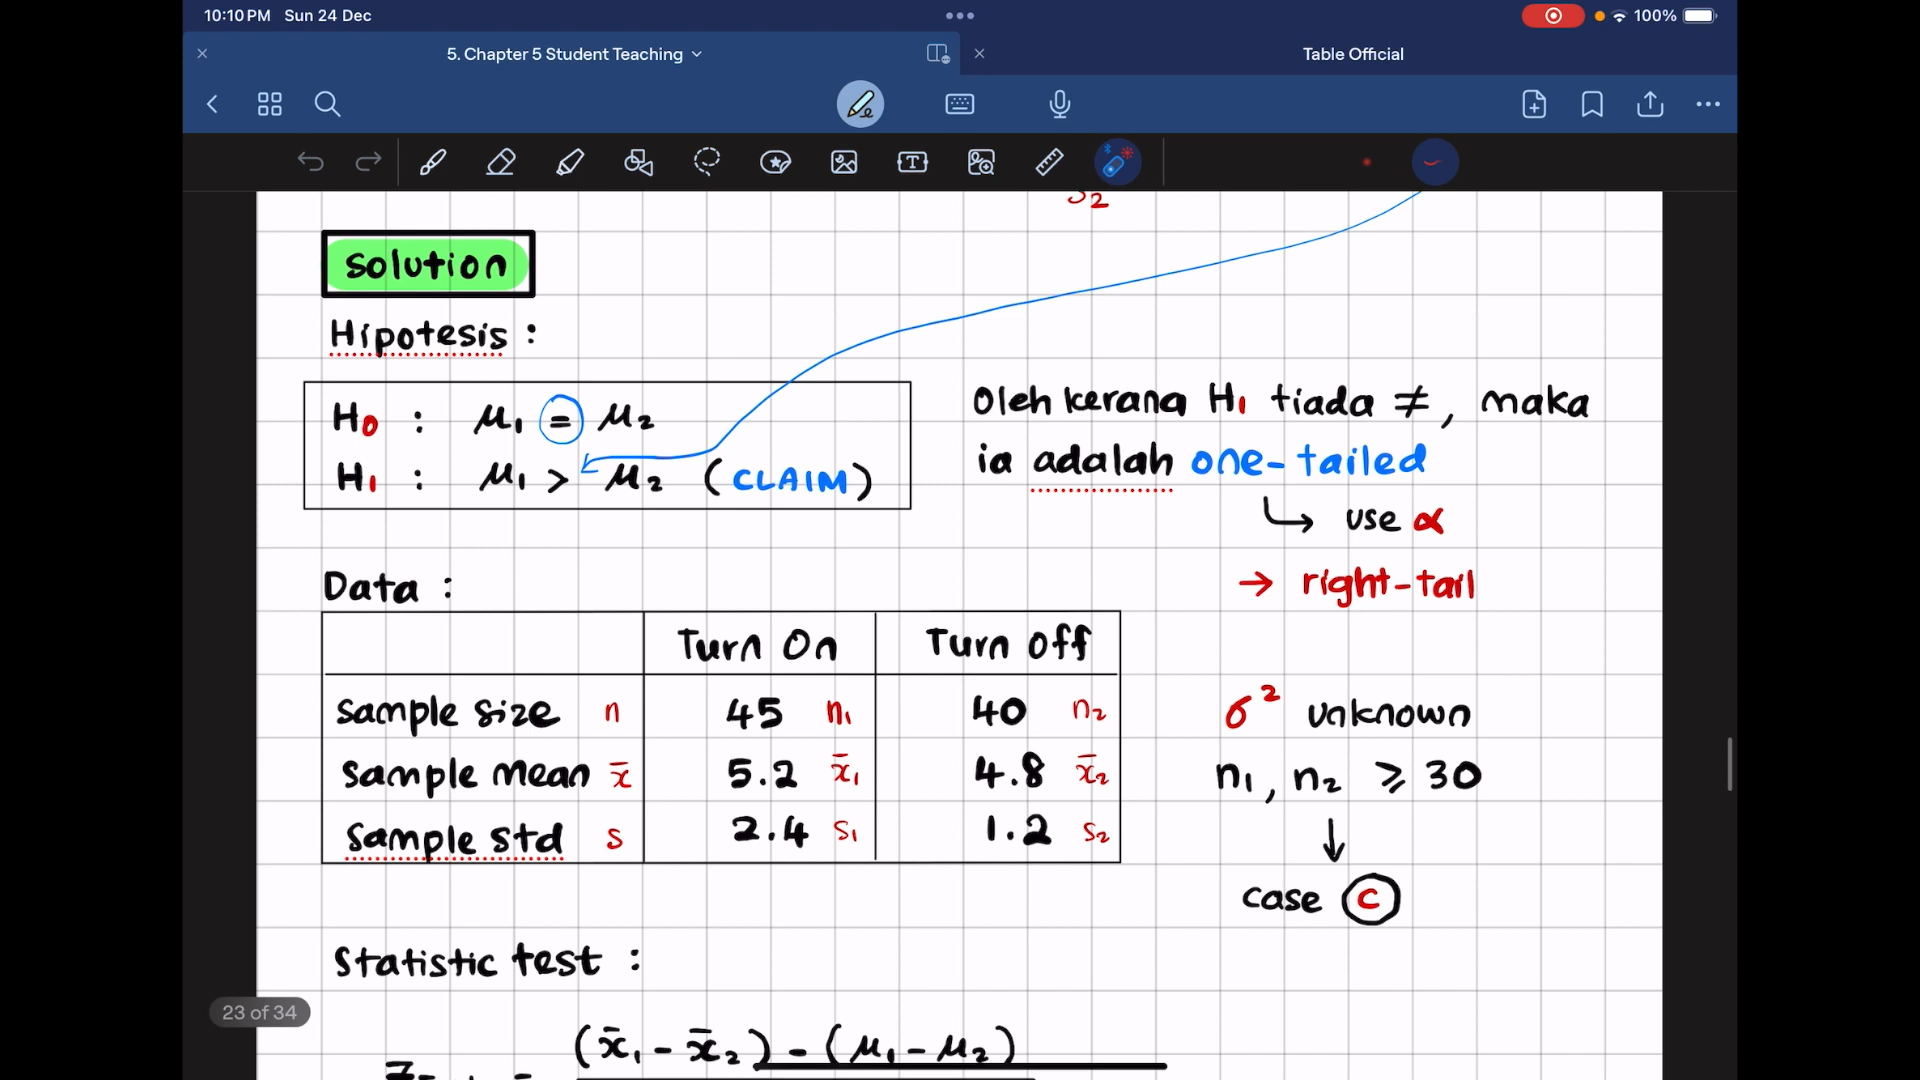 10:10 PM Sun 24 Dec
100%
5. Chapter 5 Student Teaching
Table Official
S2
Solution
Hipotesis :
H0 : μ1 = μ2
H1 : μ1 > μ2 (CLAIM)
Oleh kerana H1 tiada ≠, maka
ia adalah one-tailed
↳ use α
→ right-tail
Data :
Turn On Turn Off
sample size n 45 n1 40 n2
sample mean x̄ 5.2 x̄1 4.8 x̄2
sample std s 2.4 s1 1.2 s2
σ² unknown
n1, n2 ≥ 30
↓
case C
Statistic test :
23 of 34
(x̄1 - x̄2) - (μ1 - μ2)